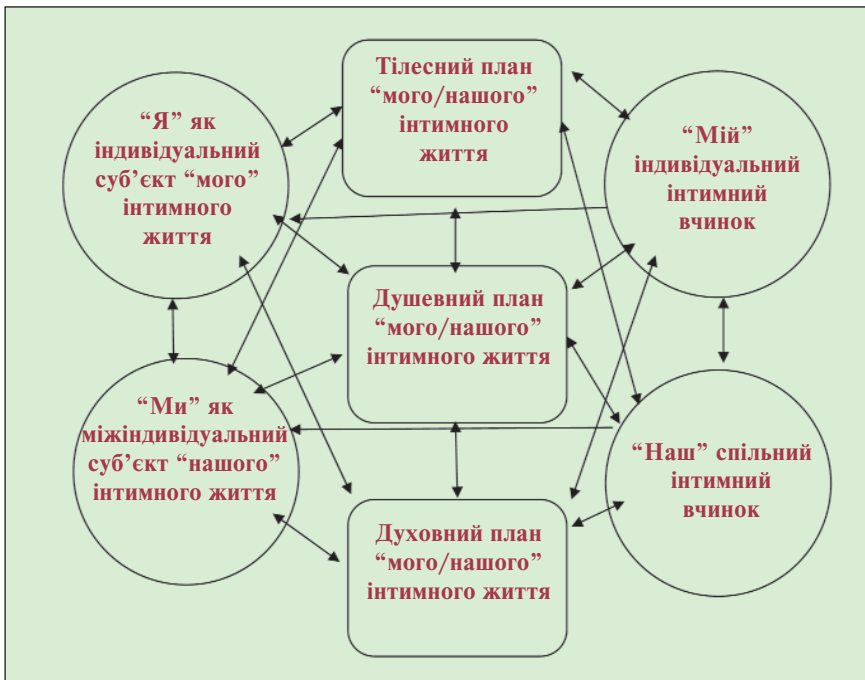 Тілесний план
“мого/нашого”
інтимного
життя
“Я” як
індивідуальний
суб’єкт “мого”
інтимного
життя
“Мій”
індивідуальний
інтимний
вчинок
Душевний план
“мого/нашого”
інтимного життя
“Ми” як
міжіндивідуальний
суб’єкт “нашого”
інтимного життя
“Наш” спільний
інтимний
вчинок
Духовний план
“мого/нашого”
інтимного життя